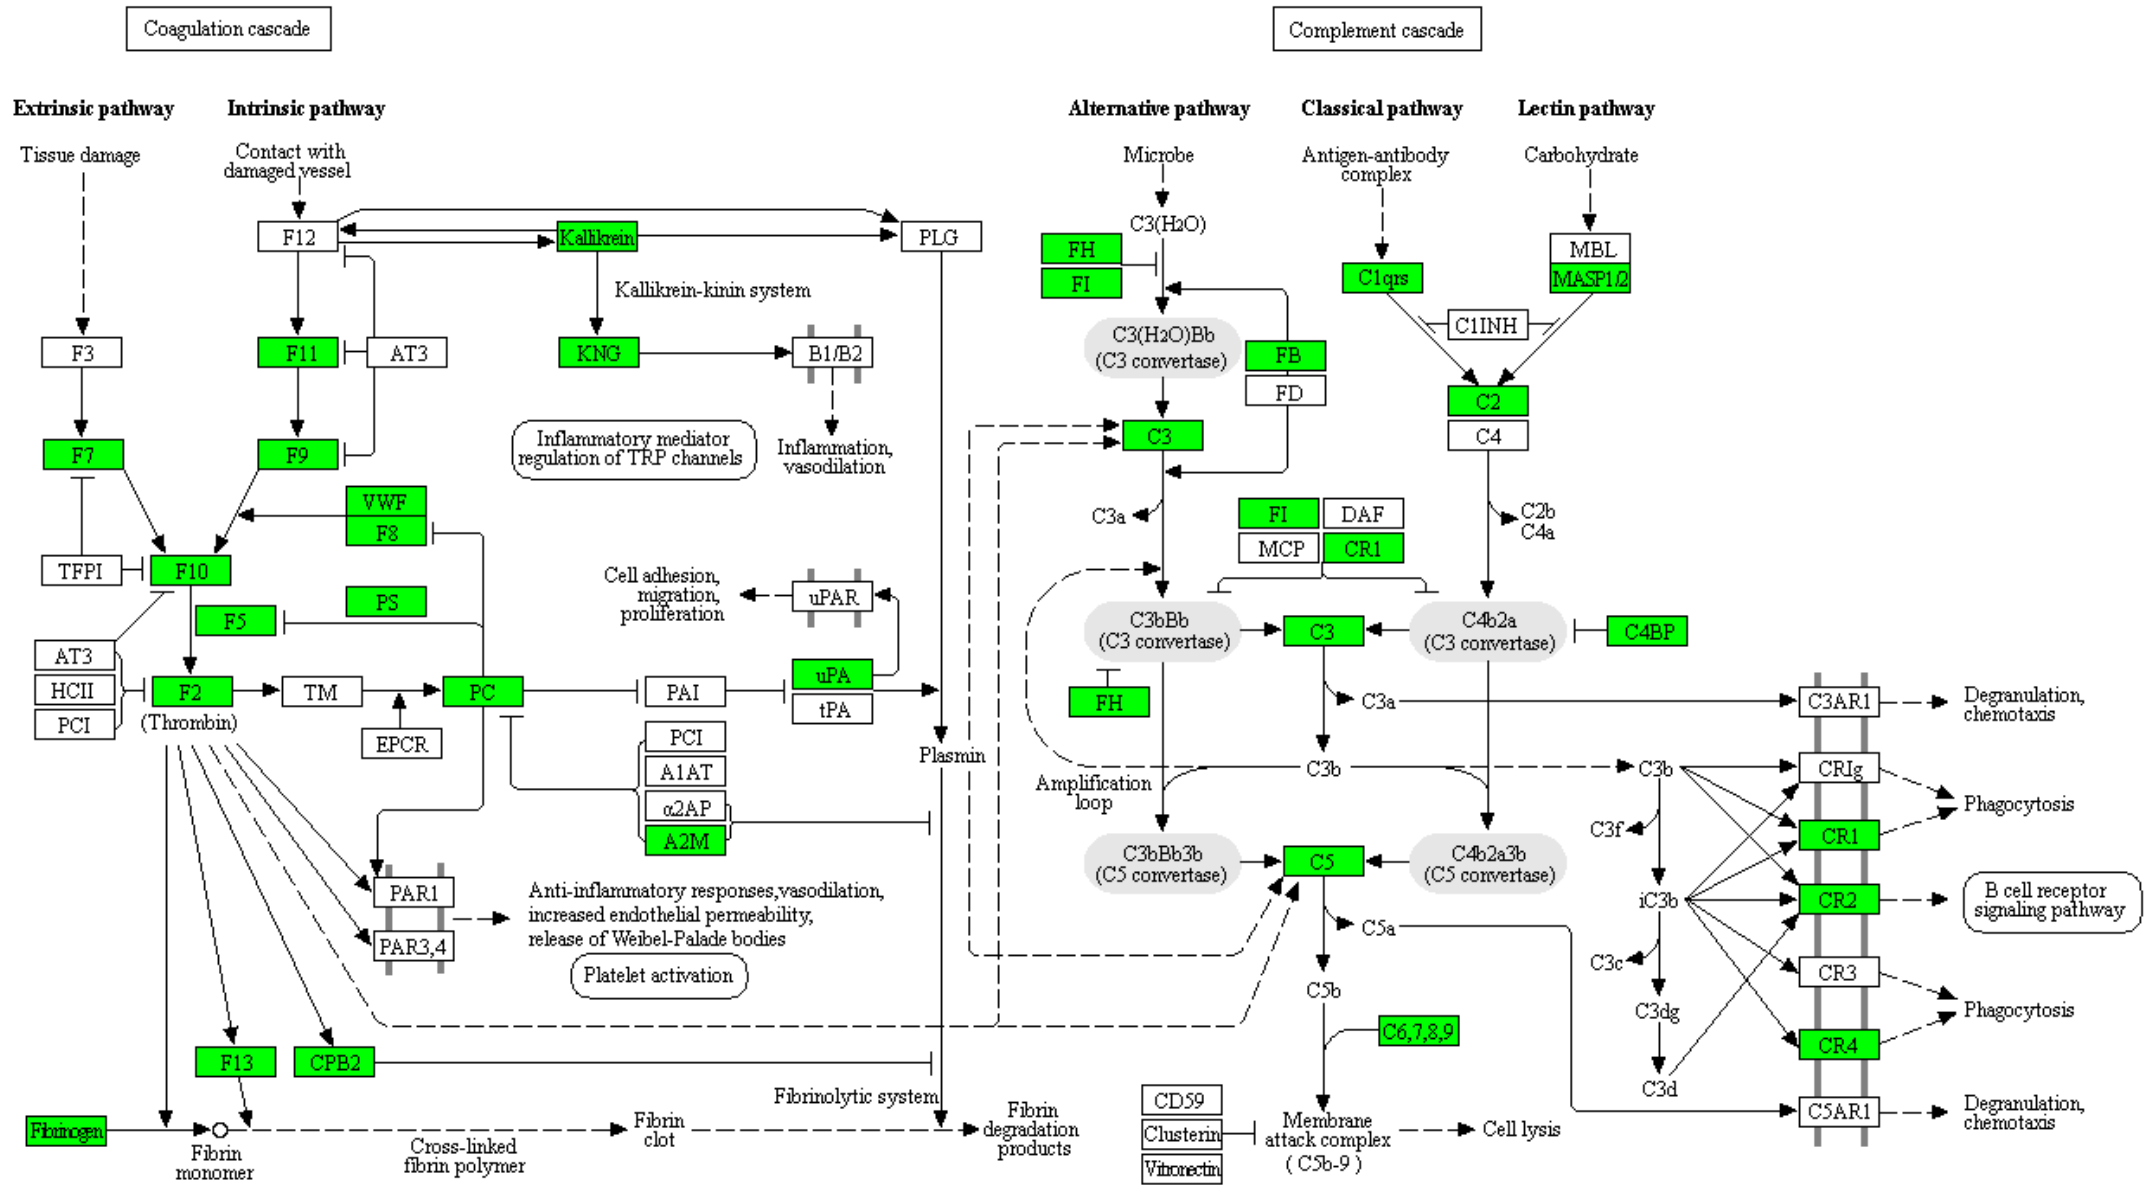 Coagulation cascade
Complement cascade
Extrinsic pathway
Intrinsic pathway
Alternative pathway
Classical pathway
Lectin pathway
Tissue damage
Contact with
damaged vessel
Microbe
Antigen-antibody
complex
Carbohydrate
F12
Kallikrein
PLG
C3(H2O)
FH
FI
C1qrs
MBL
MASP1/2
Kallikrein-kinin system
C1INH
F3
F11
AT3
KNG
B1/B2
C3(H2O)Bb
(C3 convertase)
FB
FD
C2
C4
F7
F9
Inflammatory mediator
regulation of TRP channels
Inflammation,
vasodilation
C3
VWF
F8
C3a
FI
DAF
MCP
CR1
C2b
C4a
TFPI
F10
PS
F5
Cell adhesion,
migration,
proliferation
uPAR
C3bBb
(C3 convertase)
C3
C4b2a
(C3 convertase)
C4BP
AT3
HCII
PCI
F2
(Thrombin)
TM
PC
EPCR
PAI
uPA
tPA
FH
C3a
C3AR1
Degranulation,
chemotaxis
PCI
A1AT
α2AP
A2M
Plasmin
Amplification
loop
C3b
C3b
CRIg
Phagocytosis
C3f
CR1
C3bBb3b
(C5 convertase)
C5
C4b2a3b
(C5 convertase)
PAR1
PAR3,4
Anti-inflammatory responses,vasodilation,
increased endothelial permeability,
release of Weibel-Palade bodies
Platelet activation
iC3b
CR2
B cell receptor
signaling pathway
C5a
C3c
CR3
C5b
C3dg
Phagocytosis
C6,7,8,9
CR4
C3d
F13
CPB2
Fibrinolytic system
Fibrinogen
Fibrin
monomer
Cross-linked
fibrin polymer
Fibrin
clot
Fibrin
degradation
products
CD59
Clusterin
Vitronectin
Membrane
attack complex
( C5b-9 )
Cell lysis
C5AR1
Degranulation,
chemotaxis